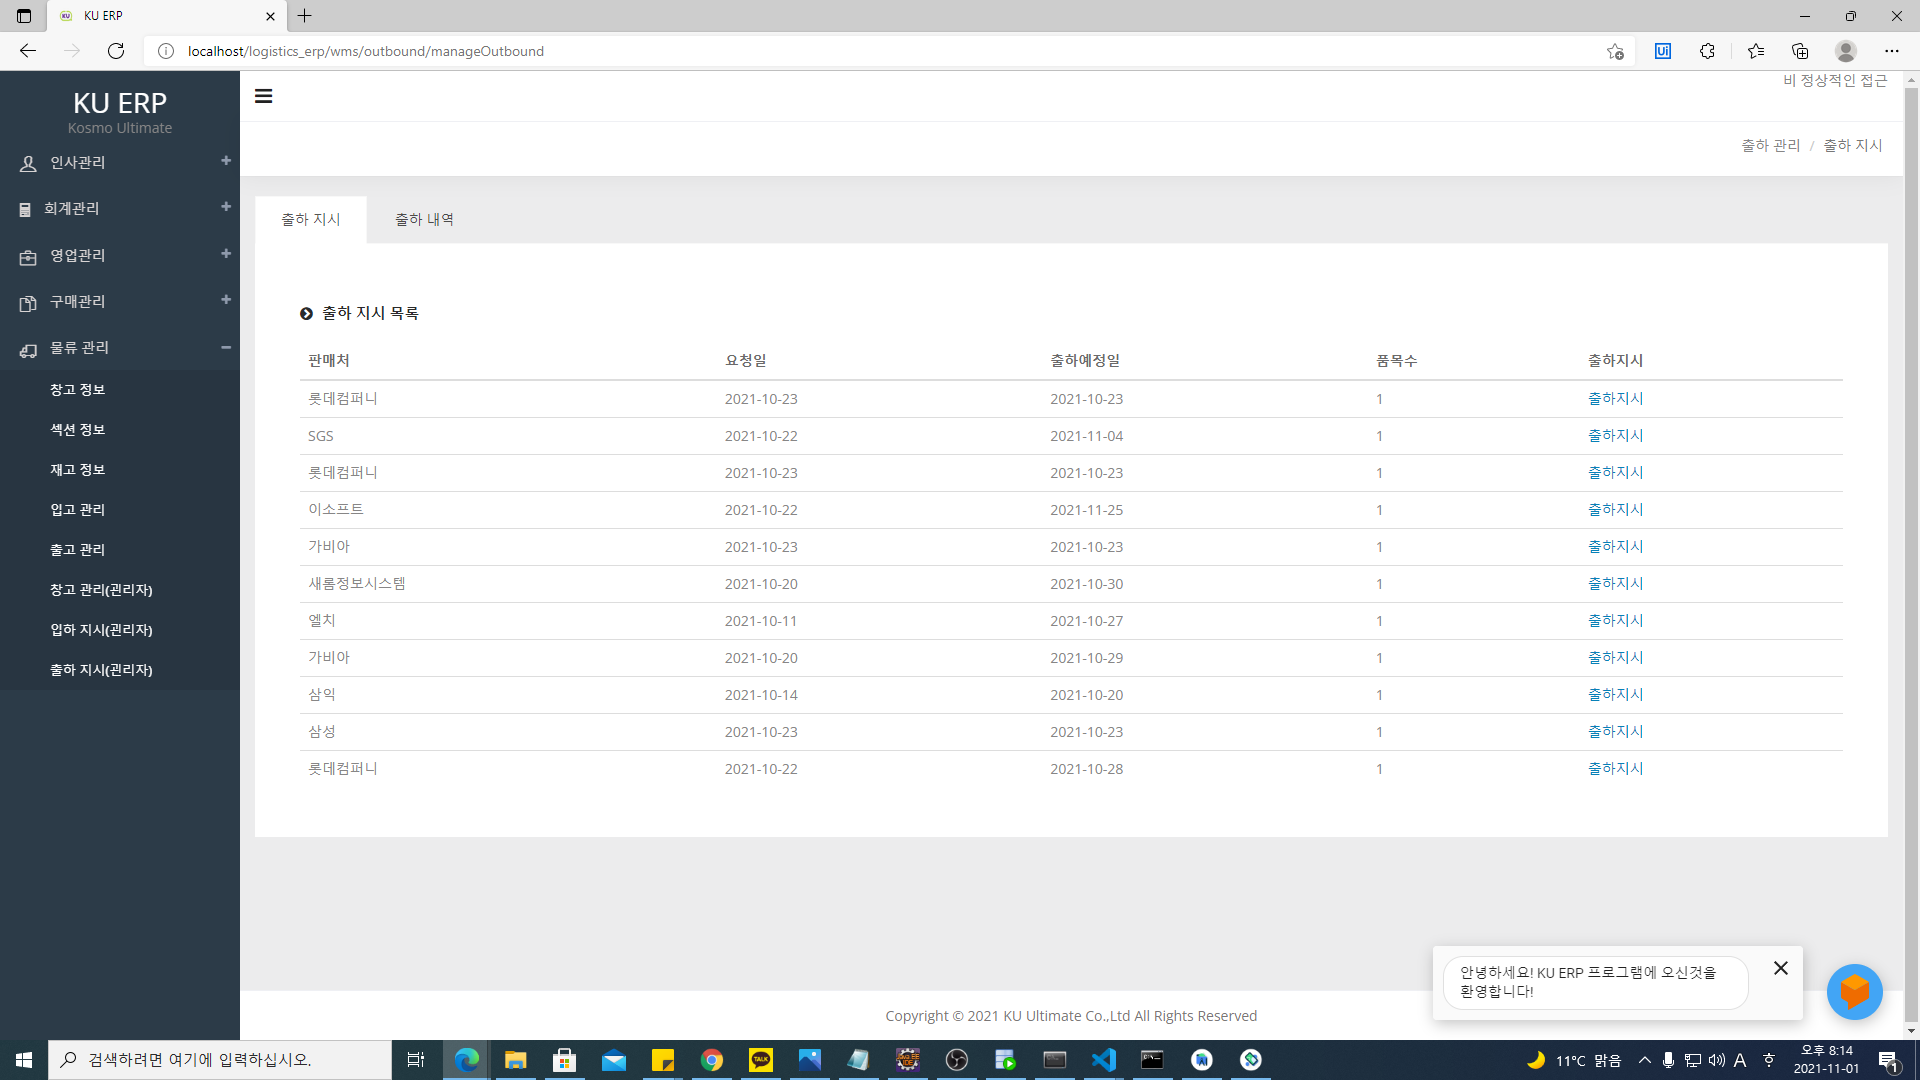 KU ERP
localhost/logistics_erp/wms/outbound/manageOutbound
KU ERP
Kosmo Ultimate
인사관리
회계관리
영업관리
구매관리
물류 관리
창고 정보
섹션 정보
재고 정보
입고 관리
출고 관리
창고 관리(괸리자)
입하 지시(괸리자)
출하 지시(괸리자)
비 정상적인 접근
출하 관리 / 출하 지시
출하 지시 출하 내역
출하 지시 목록
판매처 요청일 출하예정일 품목수 출하지시
롯데컴퍼니 2021-10-23 2021-10-23 1 출하지시
SGS 2021-10-22 2021-11-04 1 출하지시
롯데컴퍼니 2021-10-23 2021-10-23 1 출하지시
이소프트 2021-10-22 2021-11-25 1 출하지시
가비아 2021-10-23 2021-10-23 1 출하지시
새롬정보시스템 2021-10-20 2021-10-30 1 출하지시
엘치 2021-10-11 2021-10-27 1 출하지시
가비아 2021-10-20 2021-10-29 1 출하지시
삼익 2021-10-14 2021-10-20 1 출하지시
삼성 2021-10-23 2021-10-23 1 출하지시
롯데컴퍼니 2021-10-22 2021-10-28 1 출하지시
안녕하세요! KU ERP 프로그램에 오신것을
환영합니다!
Copyright © 2021 KU Ultimate Co.,Ltd All Rights Reserved
검색하려면 여기에 입력하십시오.
TALK
11°C 맑음
A 한
오후 8:14
2021-11-01
1